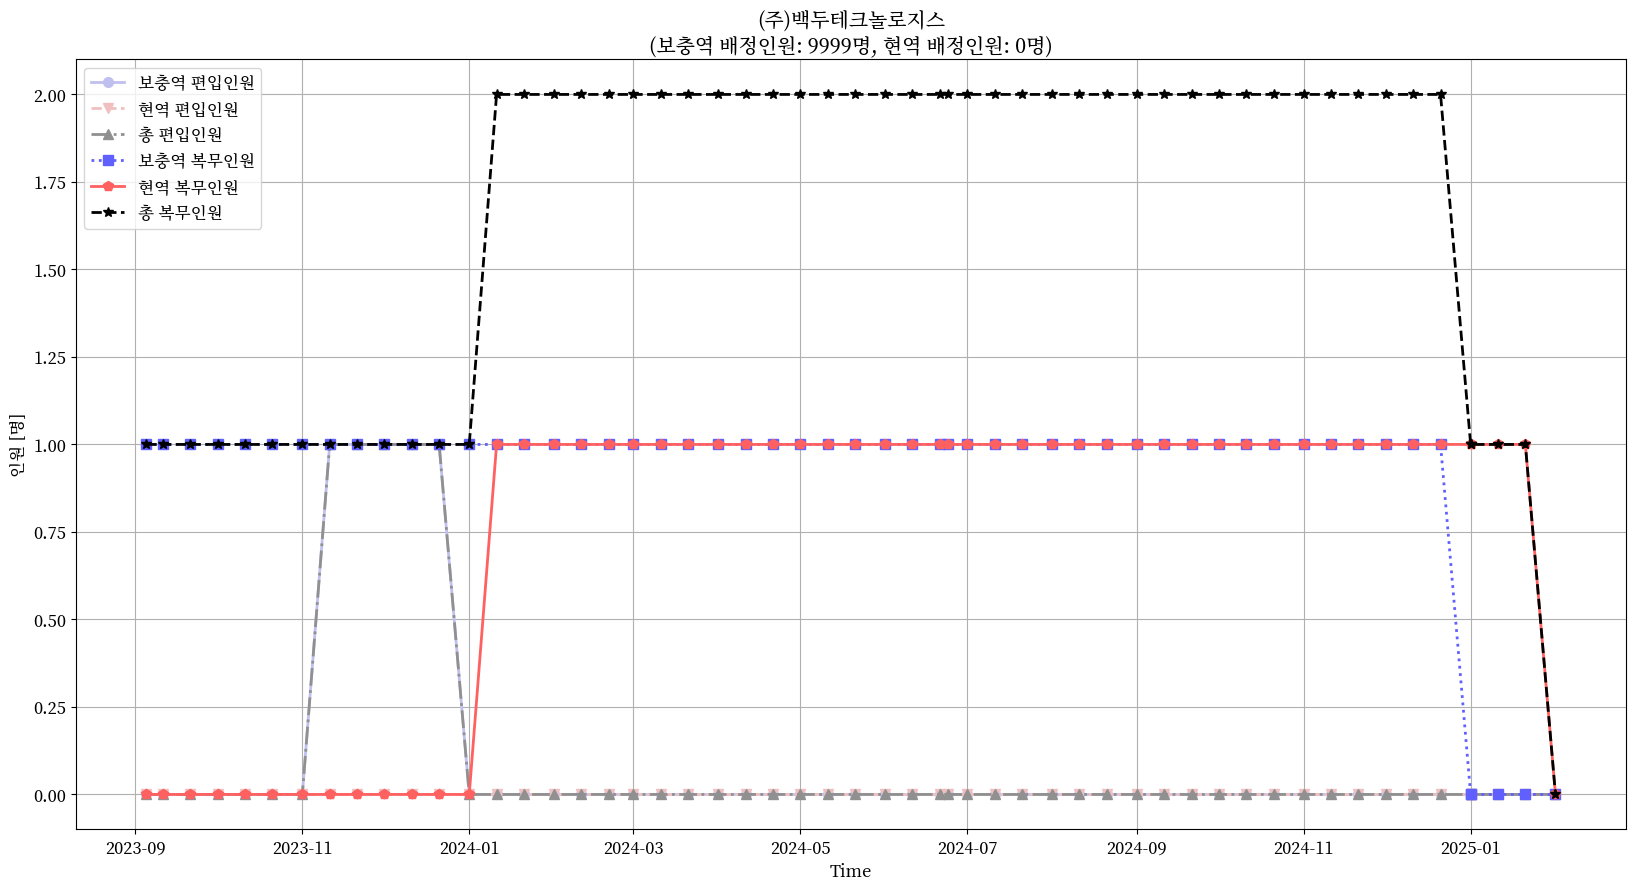 (주)백두테크놀로지스
(보충역 배정인원: 9999명, 현역 배정인원: 0명)
보충역 편입인원
현역 편입인원
총 편입인원
보충역 복무인원
현역 복무인원
총 복무인원
2.00
1.75
1.50
1.25
1.00
0.75
0.50
0.25
0.00
인원 [명]
2023-09 2023-11 2024-01 2024-03 2024-05 2024-07 2024-09 2024-11 2025-01
Time